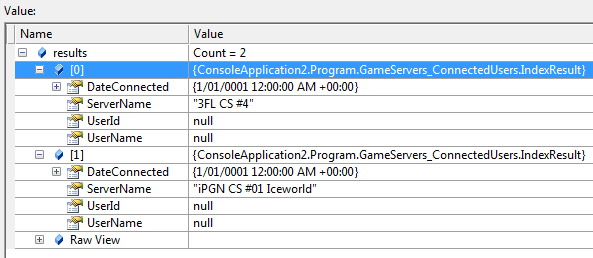 Value:
Name Value
results Count = 2
[0] {ConsoleApplication2.Program.GameServers_ConnectedUsers.IndexResult}
DateConnected {1/01/0001 12:00:00 AM +00:00}
ServerName "3FL CS #4"
UserId null
UserName null
[1] {ConsoleApplication2.Program.GameServers_ConnectedUsers.IndexResult}
DateConnected {1/01/0001 12:00:00 AM +00:00}
ServerName "iPGN CS #01 Iceworld"
UserId null
UserName null
Raw View